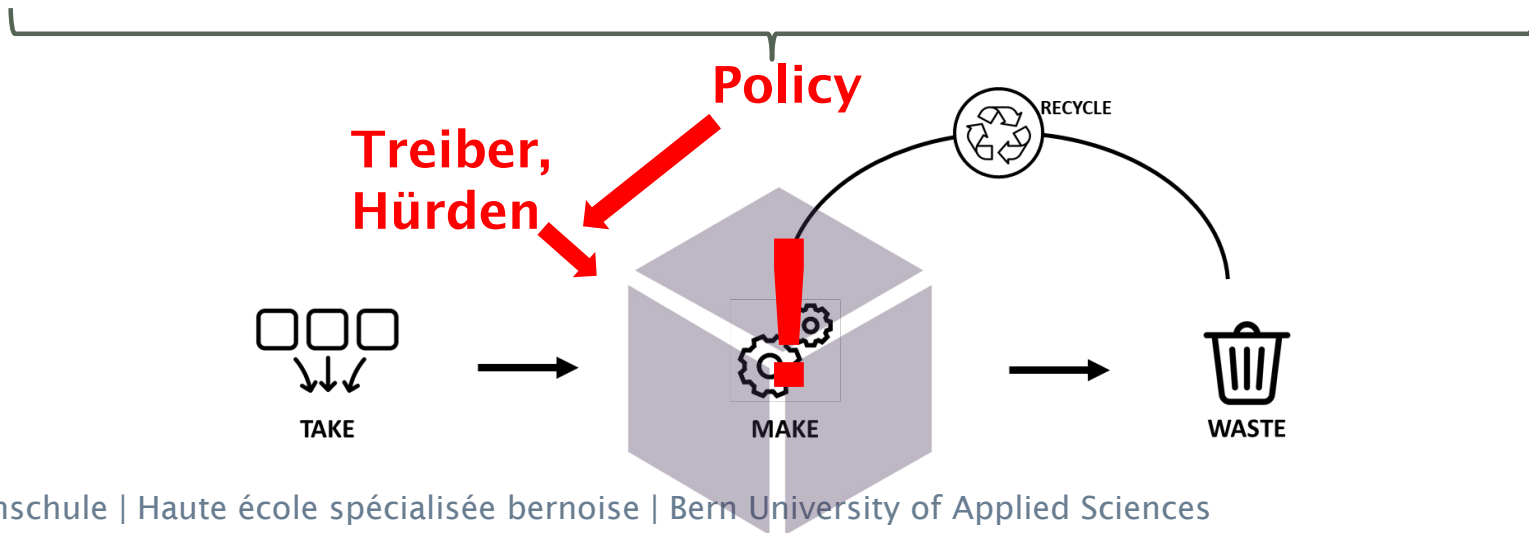 Policy
Treiber,
Hürden
RECYCLE
TAKE
MAKE
WASTE
nschule | Haute école spécialisée bernoise | Bern University of Applied Sciences